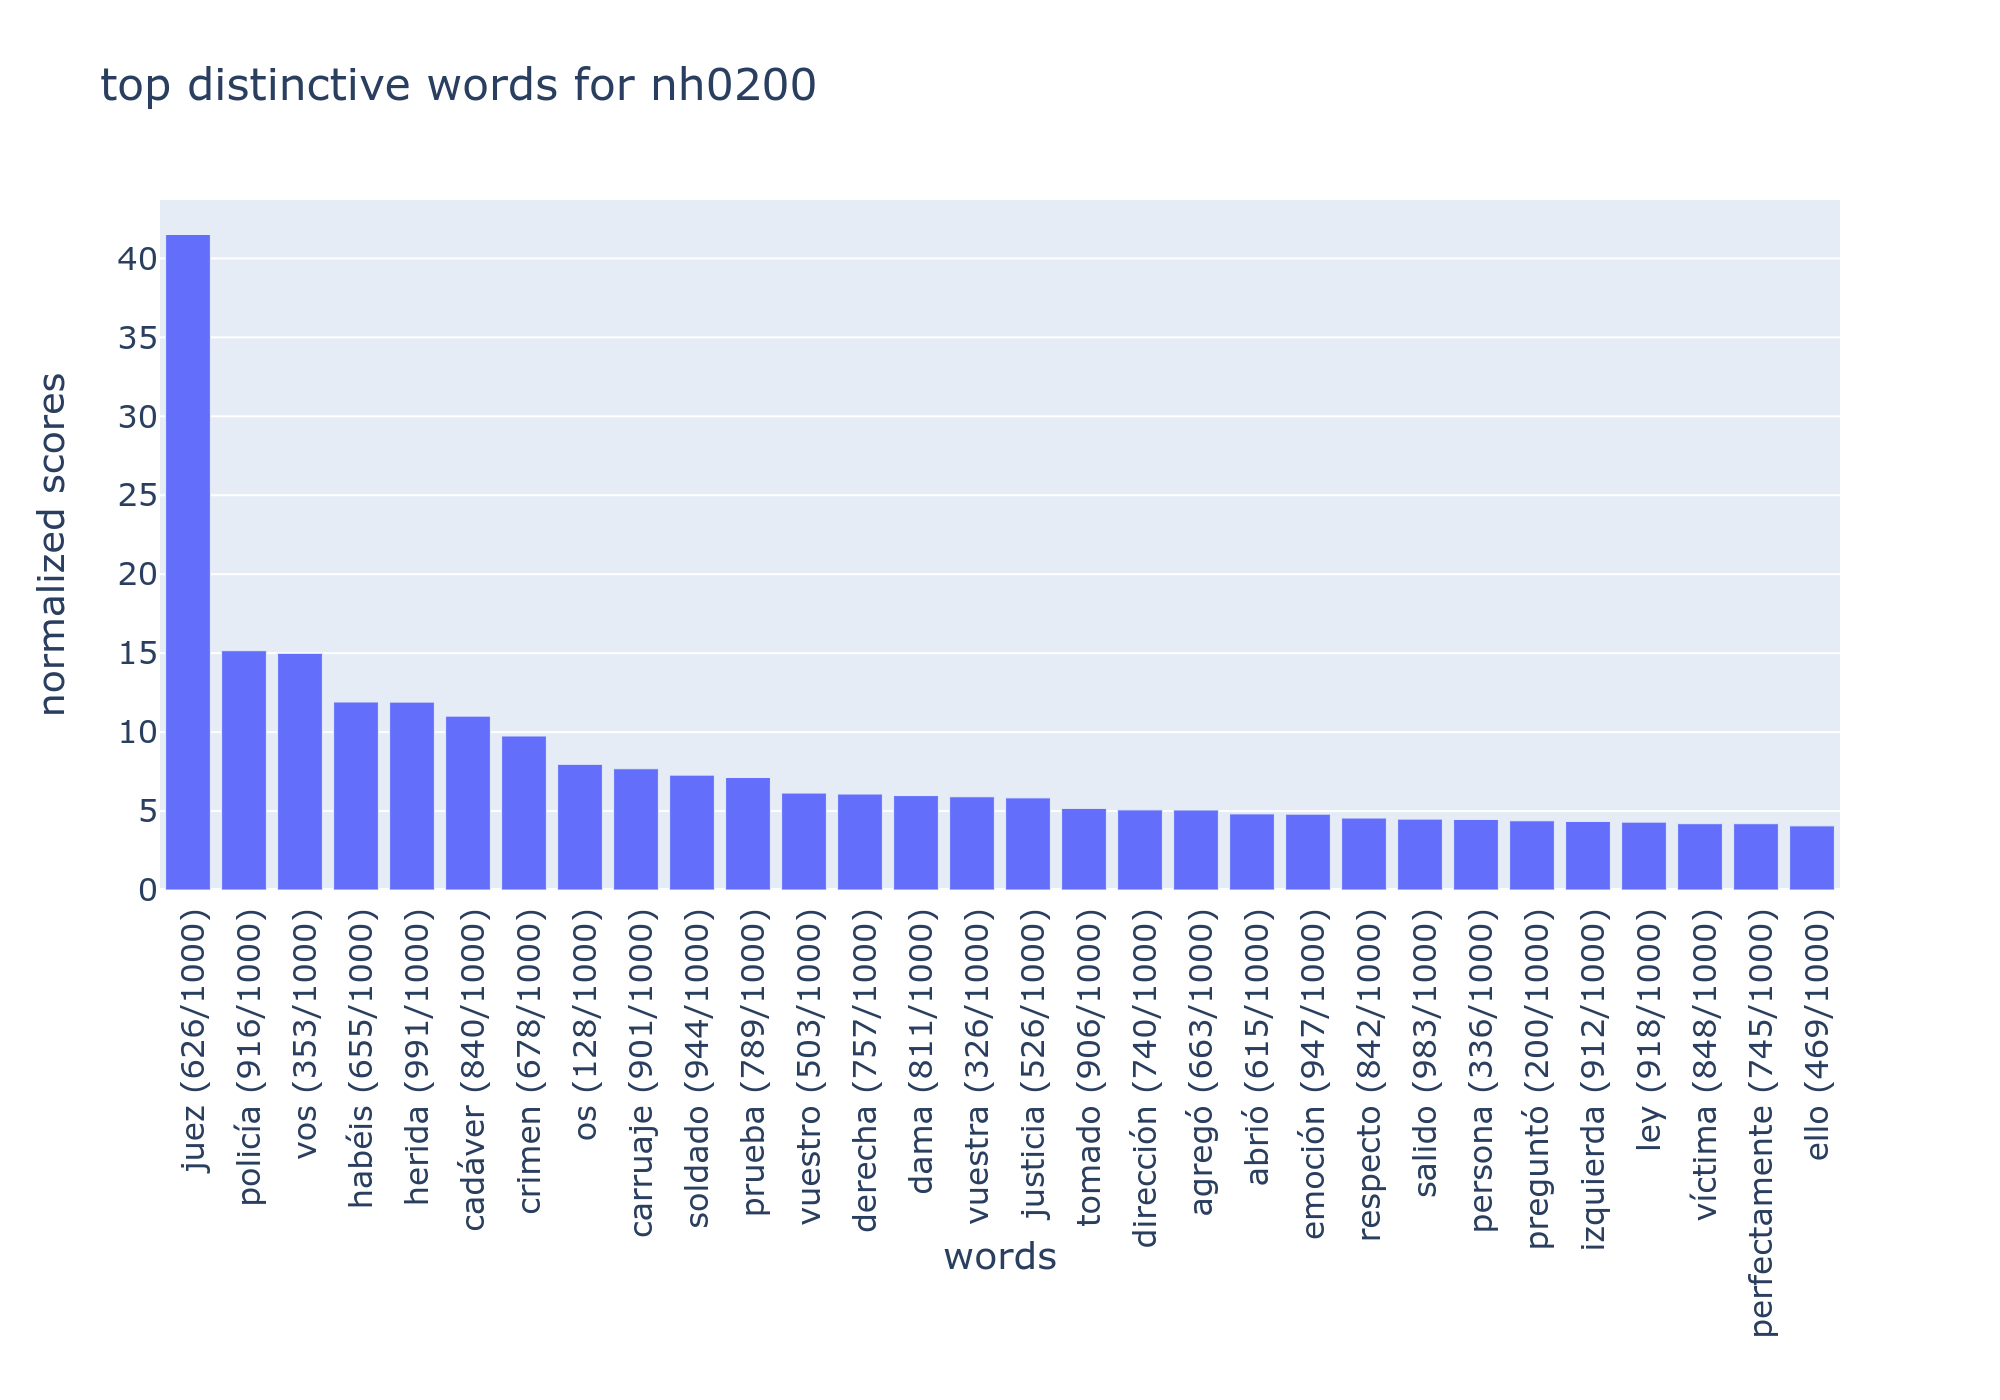 top distinctive words for nh0200
normalized scores
40
35
30
25
20
15
10
5
0
juez (626/1000)
policía (916/1000)
vos (353/1000)
habéis (655/1000)
herida (991/1000)
cadáver (840/1000)
crimen (678/1000)
os (128/1000)
carruaje (901/1000)
soldado (944/1000)
prueba (789/1000)
vuestro (503/1000)
derecha (757/1000)
dama (811/1000)
vuestra (326/1000)
justicia (526/1000)
tomado (906/1000)
dirección (740/1000)
agregó (663/1000)
abrió (615/1000)
emoción (947/1000)
respecto (842/1000)
salido (983/1000)
persona (336/1000)
preguntó (200/1000)
izquierda (912/1000)
ley (918/1000)
víctima (848/1000)
perfectamente (745/1000)
ello (469/1000)
words